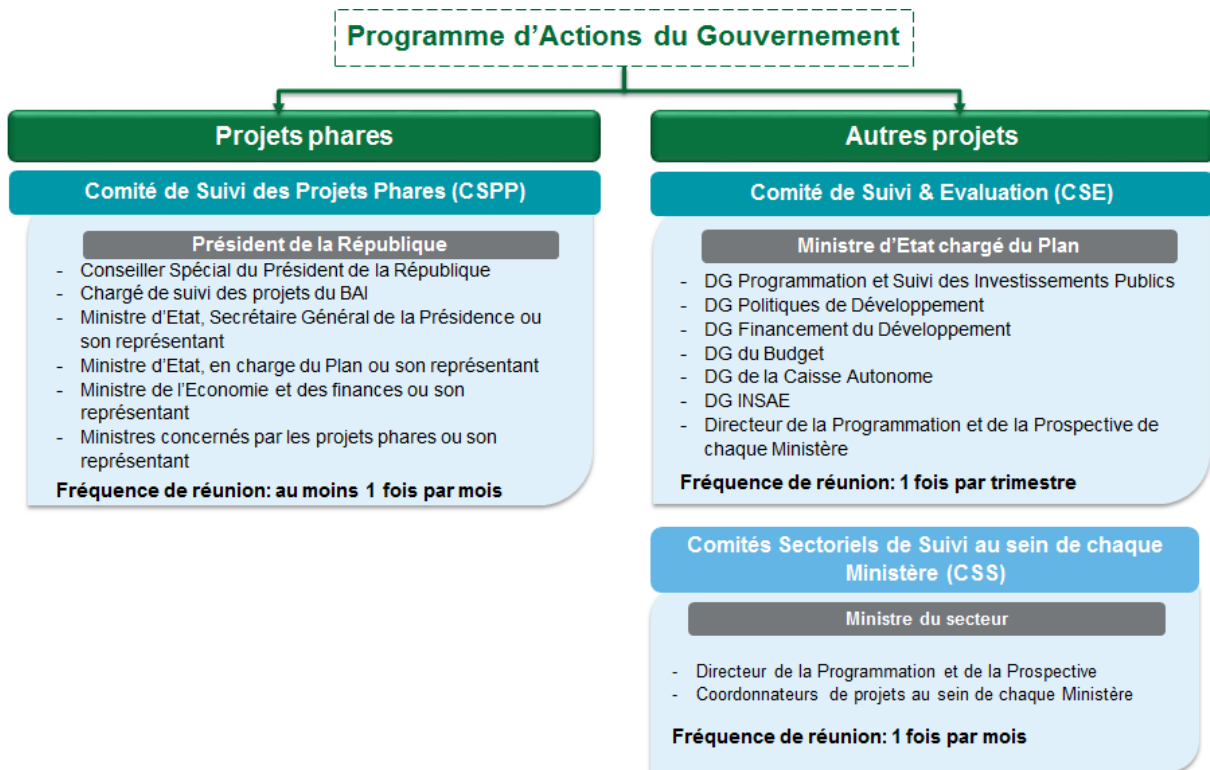 Programme d'Actions du Gouvernement
Projets phares
Comité de Suivi des Projets Phares (CSPP)
Président de la République
- Conseiller Spécial du Président de la République
- Chargé de suivi des projets du BAI
- Ministre d'Etat, Secrétaire Général de la Présidence ou
son représentant
- Ministre d'Etat, en charge du Plan ou son représentant
- Ministre de l'Economie et des finances ou son
représentant
- Ministres concernés par les projets phares ou son
représentant
Fréquence de réunion: au moins 1 fois par mois
Autres projets
Comité de Suivi & Evaluation (CSE)
Ministre d'Etat chargé du Plan
- DG Programmation et Suivi des Investissements Publics
- DG Politiques de Développement
- DG Financement du Développement
- DG du Budget
- DG de la Caisse Autonome
- DG INSAE
- Directeur de la Programmation et de la Prospective de
chaque Ministère
Fréquence de réunion: 1 fois par trimestre
Comités Sectoriels de Suivi au sein de chaque
Ministère (CSS)
Ministre du secteur
- Directeur de la Programmation et de la Prospective
- Coordonnateurs de projets au sein de chaque Ministère
Fréquence de réunion: 1 fois par mois